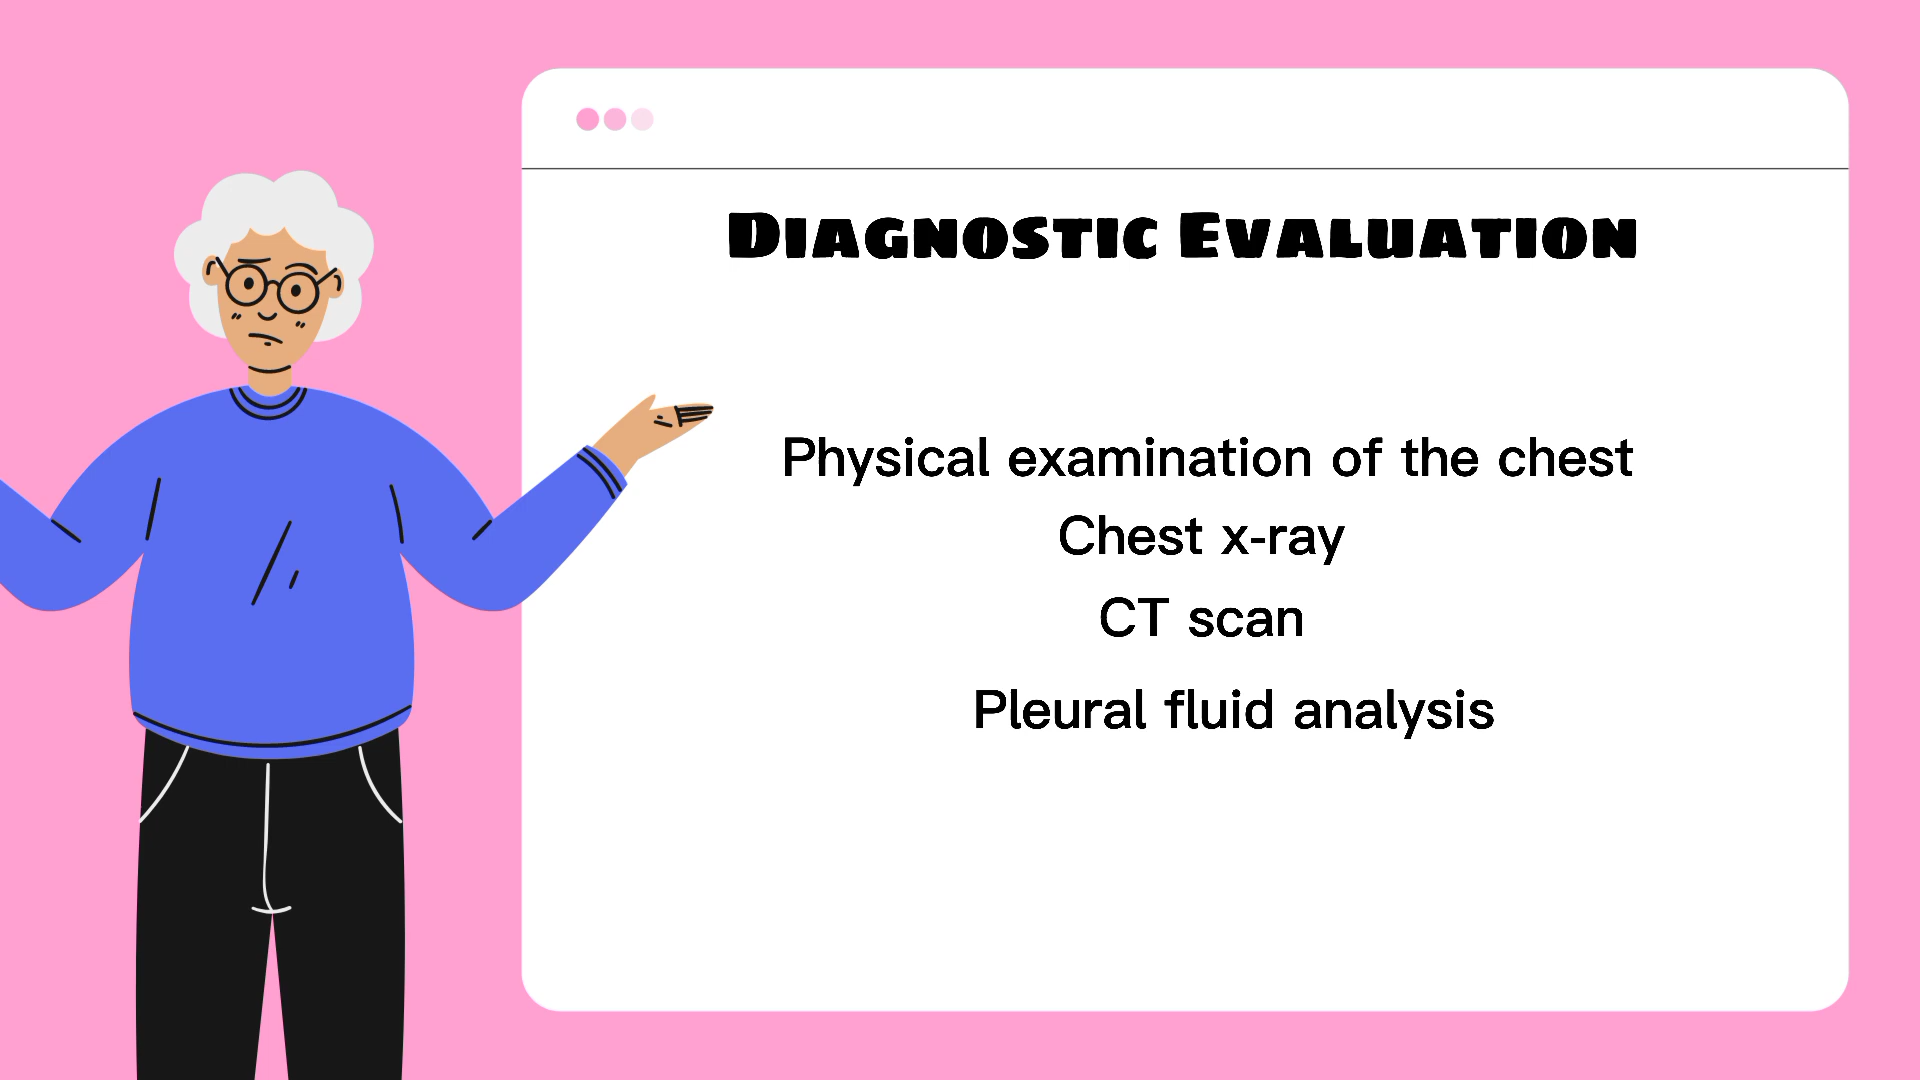 Diagnostic Evaluation
Physical examination of the chest
Chest x-ray
CT scan
Pleural fluid analysis